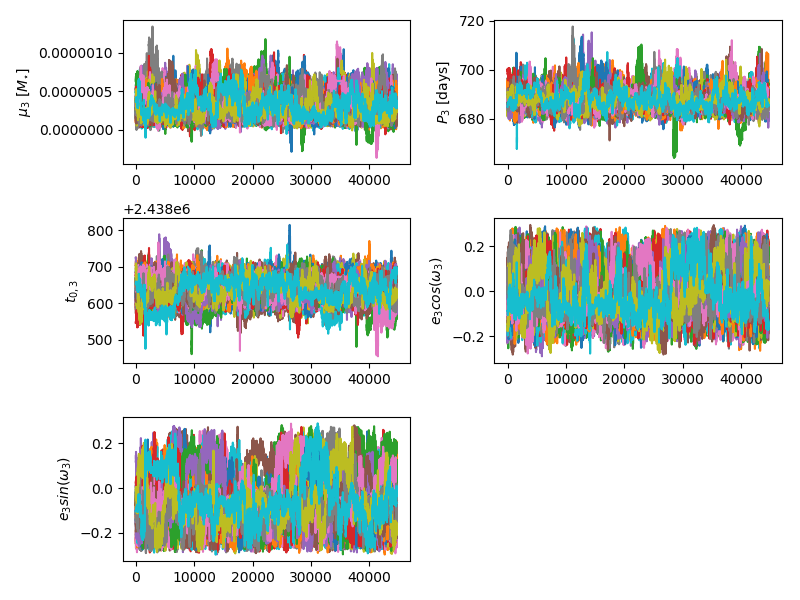 0.0000010
0.0000005
0.0000000
μ₃ [M⋆]
0 10000 20000 30000 40000
720
700
680
P₃ [days]
0 10000 20000 30000 40000
+2.438e6
800
700
600
500
t₀,₃
0 10000 20000 30000 40000
0.2
0.0
−0.2
e₃cos(ω₃)
0 10000 20000 30000 40000
0.2
0.0
−0.2
e₃sin(ω₃)
0 10000 20000 30000 40000